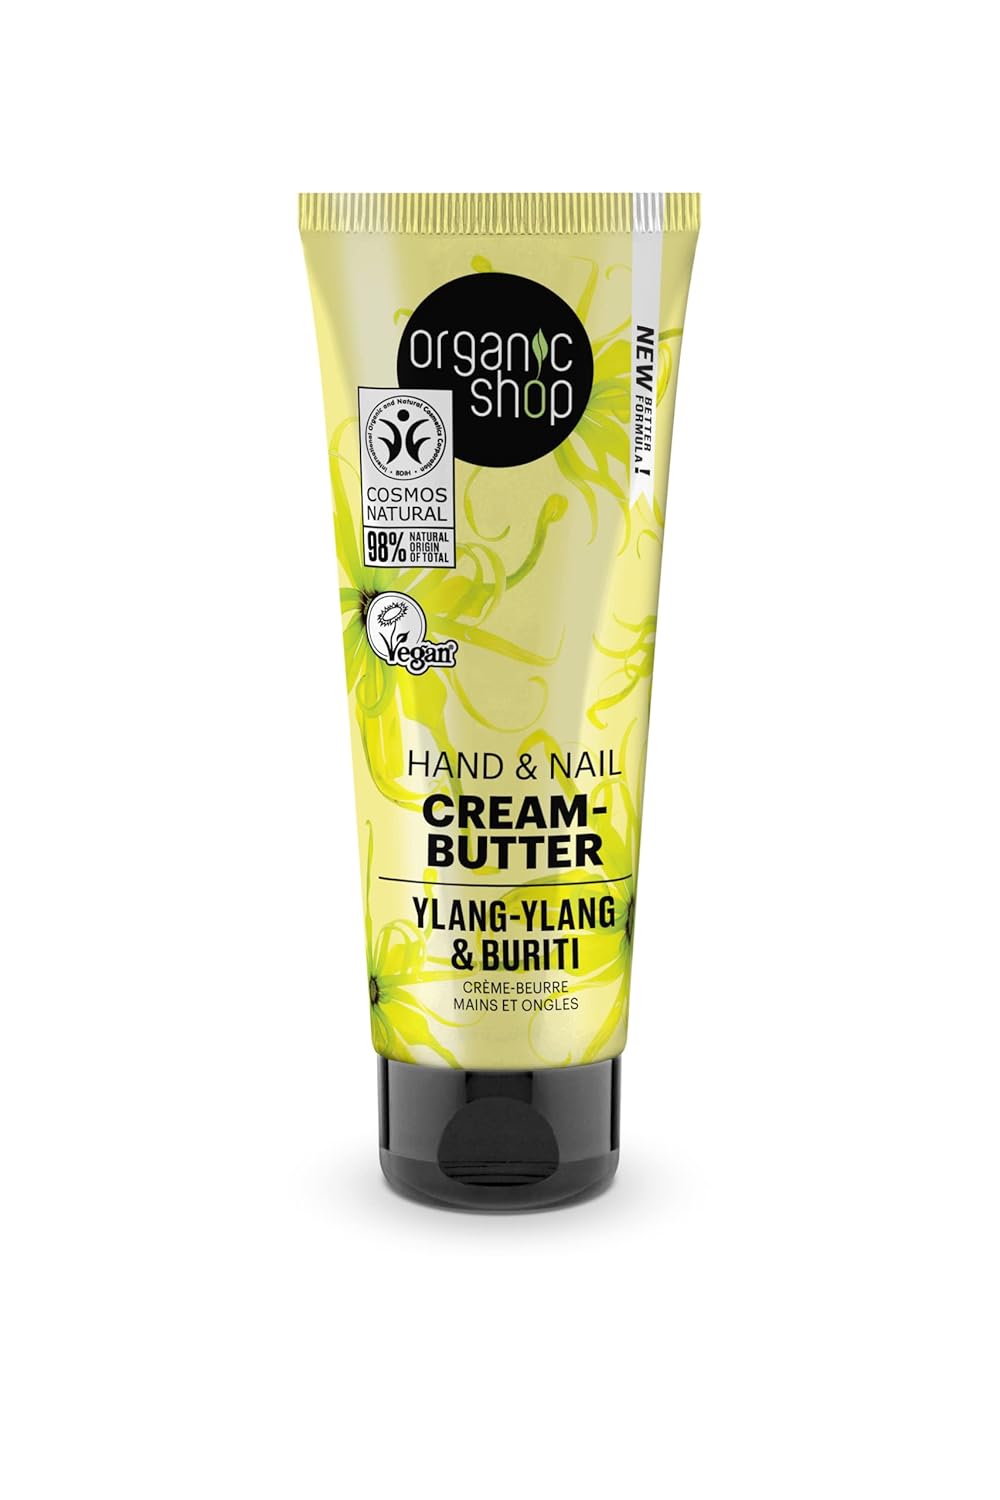 organic
shop
NEW BETTER
FORMULA!
International Organic and Natural Cosmetics Corporation
· BDIH ·
COSMOS
NATURAL
98% NATURAL
ORIGIN
OF TOTAL
Vegan
HAND & NAIL
CREAM-
BUTTER
YLANG-YLANG
& BURITI
CRÈME-BEURRE
MAINS ET ONGLES